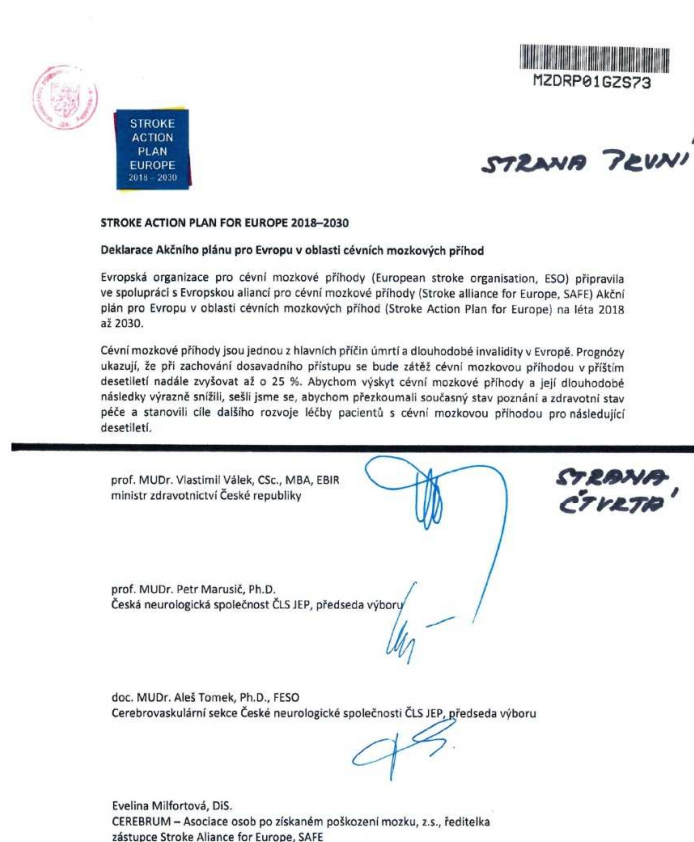 MZDRP01GZS73
STROKE
ACTION
PLAN
EUROPE
2018 – 2030
STRANA PRVNÍ
STROKE ACTION PLAN FOR EUROPE 2018–2030
Deklarace Akčního plánu pro Evropu v oblasti cévních mozkových příhod
Evropská organizace pro cévní mozkové příhody (European stroke organisation, ESO) připravila
ve spolupráci s Evropskou aliancí pro cévní mozkové příhody (Stroke alliance for Europe, SAFE) Akční
plán pro Evropu v oblasti cévních mozkových příhod (Stroke Action Plan for Europe) na léta 2018
až 2030.
Cévní mozkové příhody jsou jednou z hlavních příčin úmrtí a dlouhodobé invalidity v Evropě. Prognózy
ukazují, že při zachování dosavadního přístupu se bude zátěž cévní mozkovou příhodou v příštím
desetiletí nadále zvyšovat až o 25 %. Abychom výskyt cévní mozkové příhody a její dlouhodobé
následky výrazně snížili, sešli jsme se, abychom přezkoumali současný stav poznání a zdravotní stav
péče a stanovili cíle dalšího rozvoje léčby pacientů s cévní mozkovou příhodou pro následující
desetiletí.
prof. MUDr. Vlastimil Válek, CSc., MBA, EBIR
ministr zdravotnictví České republiky
STRANA
ČTVRTÁ
prof. MUDr. Petr Marusič, Ph.D.
Česká neurologická společnost ČLS JEP, předseda výboru
doc. MUDr. Aleš Tomek, Ph.D., FESO
Cerebrovaskulární sekce České neurologické společnosti ČLS JEP, předseda výboru
Evelina Milfortová, DiS.
CEREBRUM – Asociace osob po získaném poškození mozku, z.s., ředitelka
zástupce Stroke Aliance for Europe, SAFE